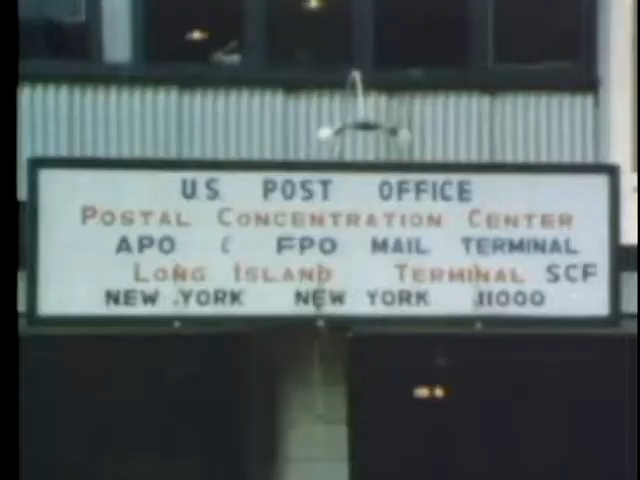 U.S POST OFFICE
POSTAL CONCENTRATION CENTER
APO & FPO MAIL TERMINAL
LONG ISLAND TERMINAL SCF
NEW YORK NEW YORK 11000